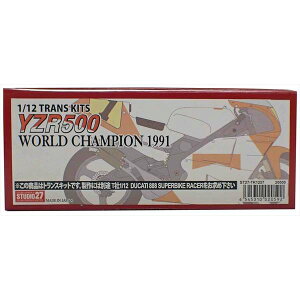 1/12 TRANS KITS
YZR500
WORLD CHAMPION 1991
※この商品はトランスキットです。製作には別途 T社1/12 DUCATI 888 SUPERBIKE RACERをお求め下さい
STUDIO27
MADE IN JAPAN